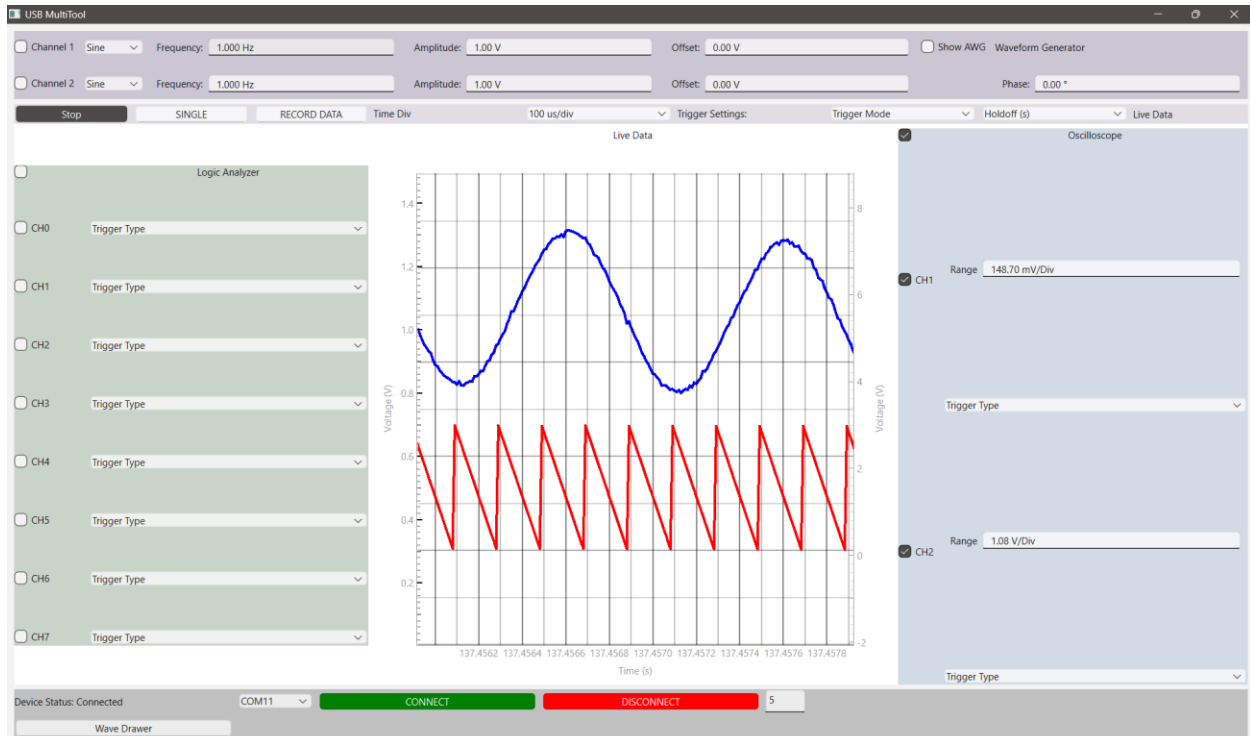 USB MultiTool
Channel 1 Sine Frequency: 1.000 Hz Amplitude: 1.00 V Offset: 0.00 V Show AWG Waveform Generator
Channel 2 Sine Frequency: 1.000 Hz Amplitude: 1.00 V Offset: 0.00 V Phase: 0.00 °
Stop SINGLE RECORD DATA Time Div 100 us/div Trigger Settings: Trigger Mode Holdoff (s) Live Data
Live Data
Oscilloscope
Logic Analyzer
CH0 Trigger Type
CH1 Trigger Type
CH2 Trigger Type
CH3 Trigger Type
CH4 Trigger Type
CH5 Trigger Type
CH6 Trigger Type
CH7 Trigger Type
1.4
1.2
1.0
0.8
0.6
0.4
0.2
Voltage (V)
8
6
4
2
0
-2
Voltage (V)
137.4562 137.4564 137.4566 137.4568 137.4570 137.4572 137.4574 137.4576 137.4578
Time (s)
CH1 Range 148.70 mV/Div
Trigger Type
CH2 Range 1.08 V/Div
Trigger Type
Device Status: Connected COM11 CONNECT DISCONNECT 5
Wave Drawer